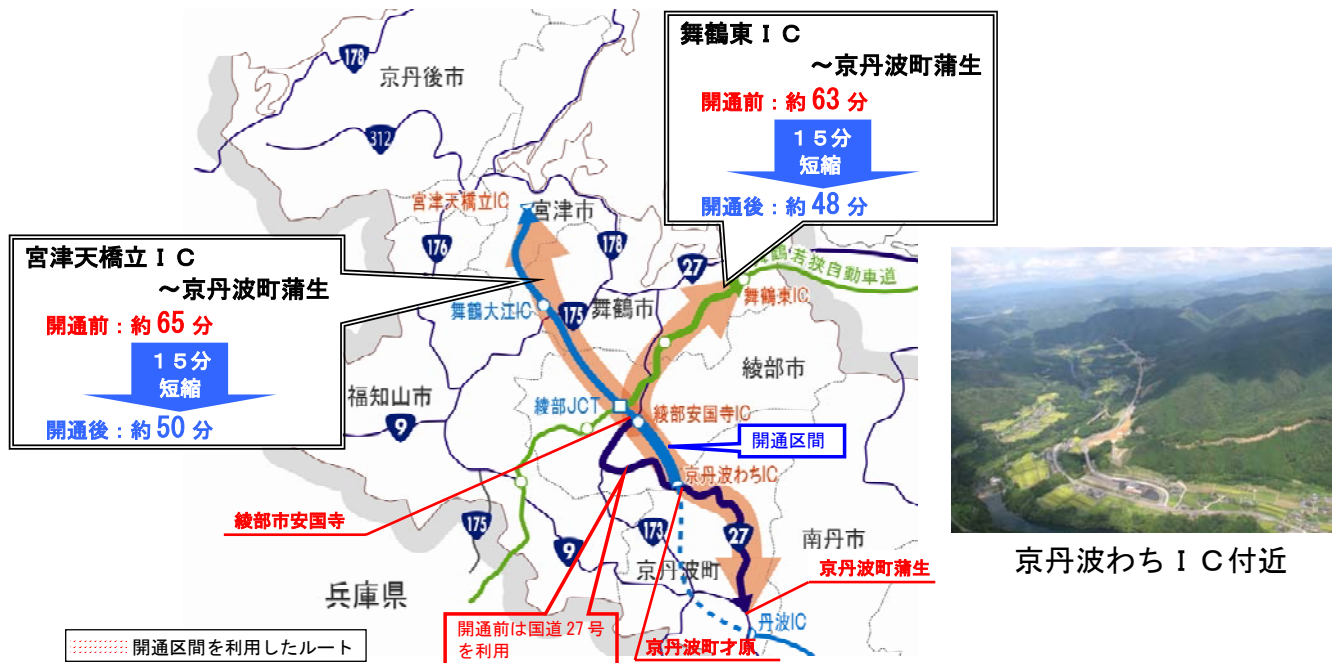 舞鶴東ＩＣ
～京丹波町蒲生
開通前：約63分
１５分
短縮
開通後：約48分
宮津天橋立ＩＣ
～京丹波町蒲生
開通前：約65分
１５分
短縮
開通後：約50分
178
京丹後市
312
宮津天橋立IC
宮津市
176
178
27
舞鶴若狭自動車道
舞鶴東IC
舞鶴大江IC
175
舞鶴市
綾部市
福知山市
9
綾部JCT
綾部安国寺IC
開通区間
京丹波わちIC
綾部市安国寺
175
9
173
27
南丹市
京丹波町
京丹波町蒲生
兵庫県
丹波IC
開通前は国道27号
を利用
京丹波町才原
開通区間を利用したルート
京丹波わちＩＣ付近